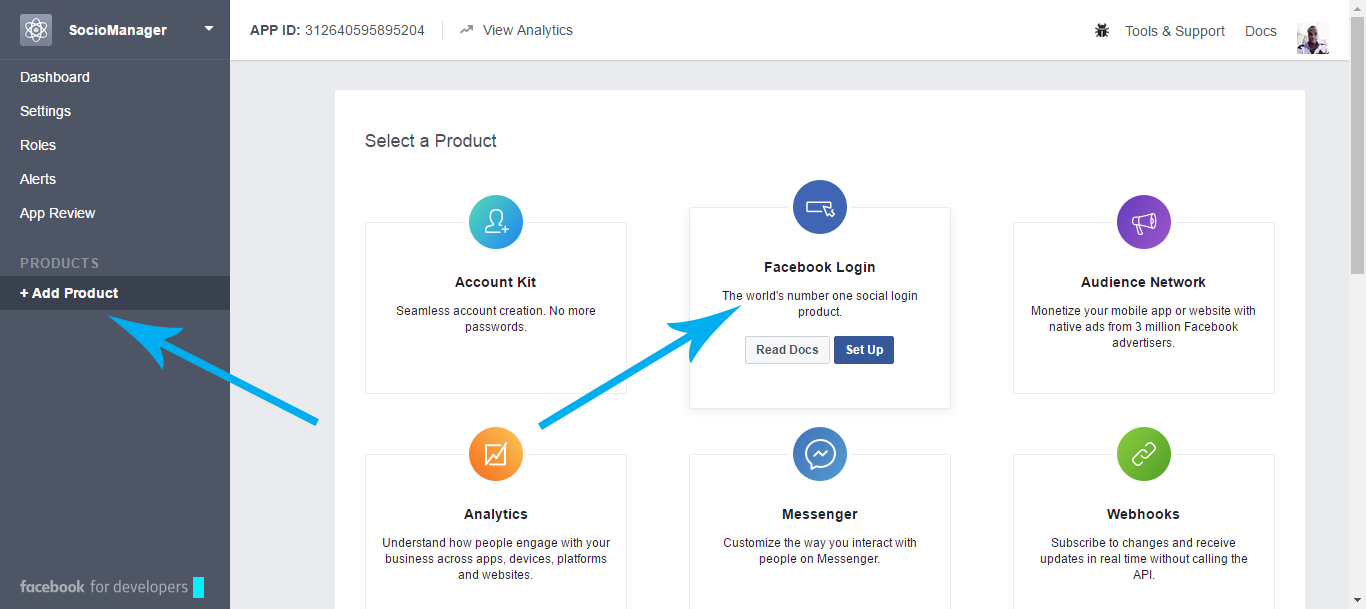 SocioManager
APP ID: 312640595895204
View Analytics
Tools & Support
Docs
Dashboard
Settings
Roles
Alerts
App Review
PRODUCTS
+ Add Product
facebook for developers
Select a Product
Account Kit
Seamless account creation. No more
passwords.
Facebook Login
The world's number one social login
product.
Read Docs
Set Up
Audience Network
Monetize your mobile app or website with
native ads from 3 million Facebook
advertisers.
Analytics
Understand how people engage with your
business across apps, devices, platforms
and websites.
Messenger
Customize the way you interact with
people on Messenger.
Webhooks
Subscribe to changes and receive
updates in real time without calling the
API.